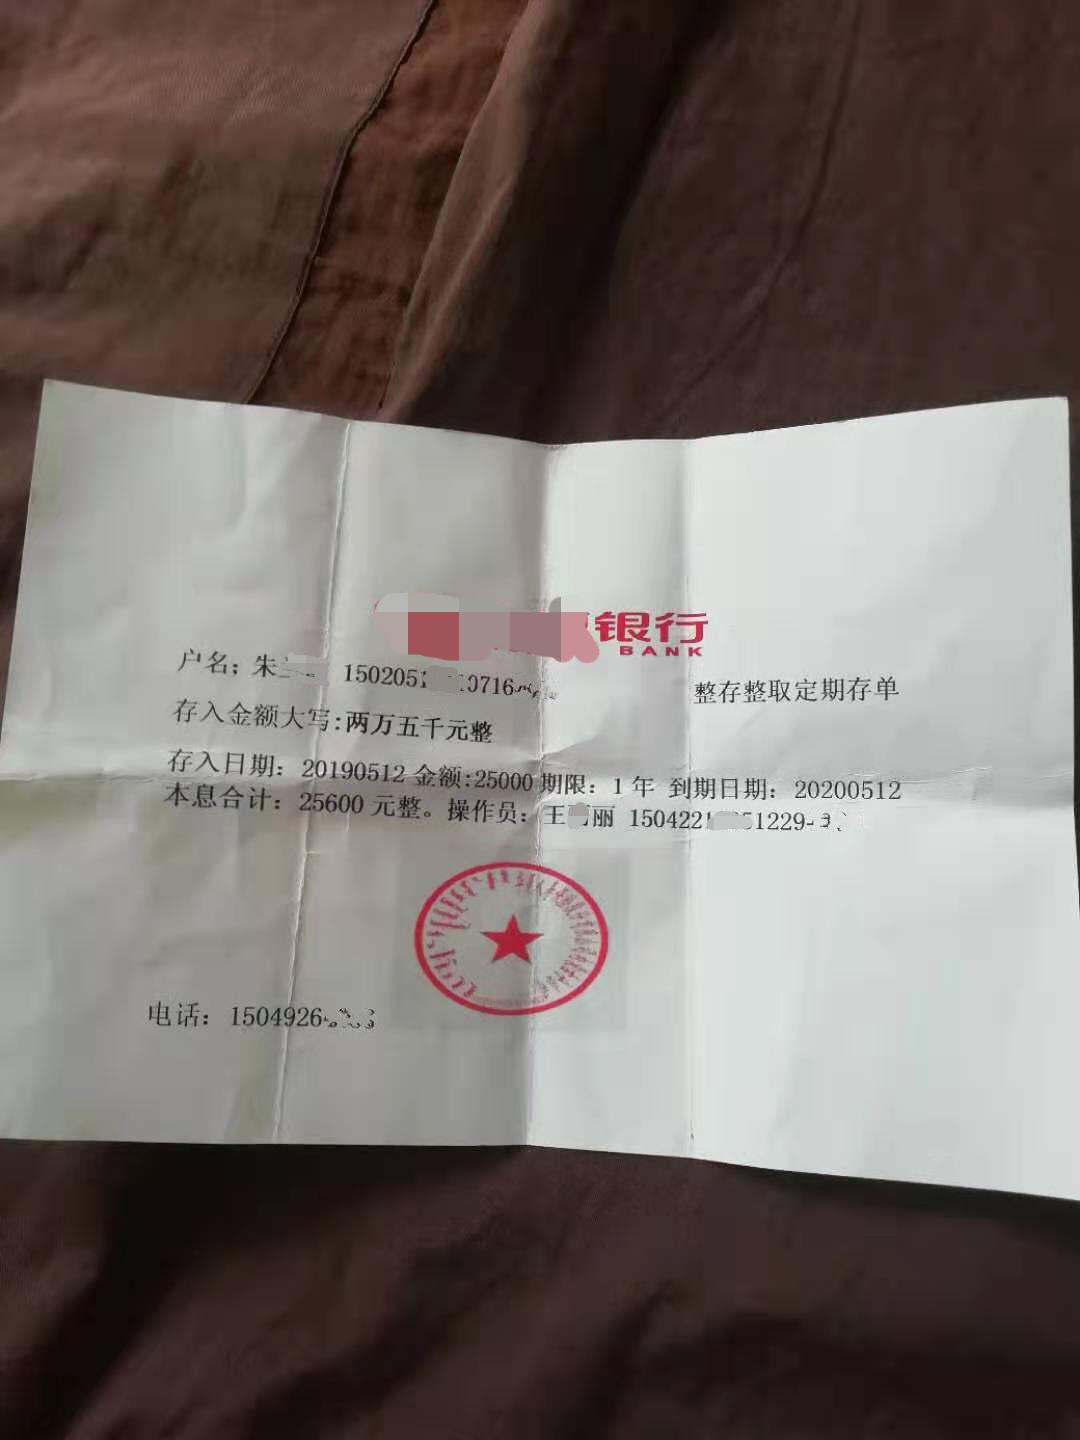 银行
BANK
户名；朱 1502051 0716
整存整取定期存单
存入金额大写:两万五千元整
存入日期：20190512 金额:25000 期限：1年 到期日期：20200512
本息合计：25600 元整。操作员：王 丽 150422 1229
电话：1504926